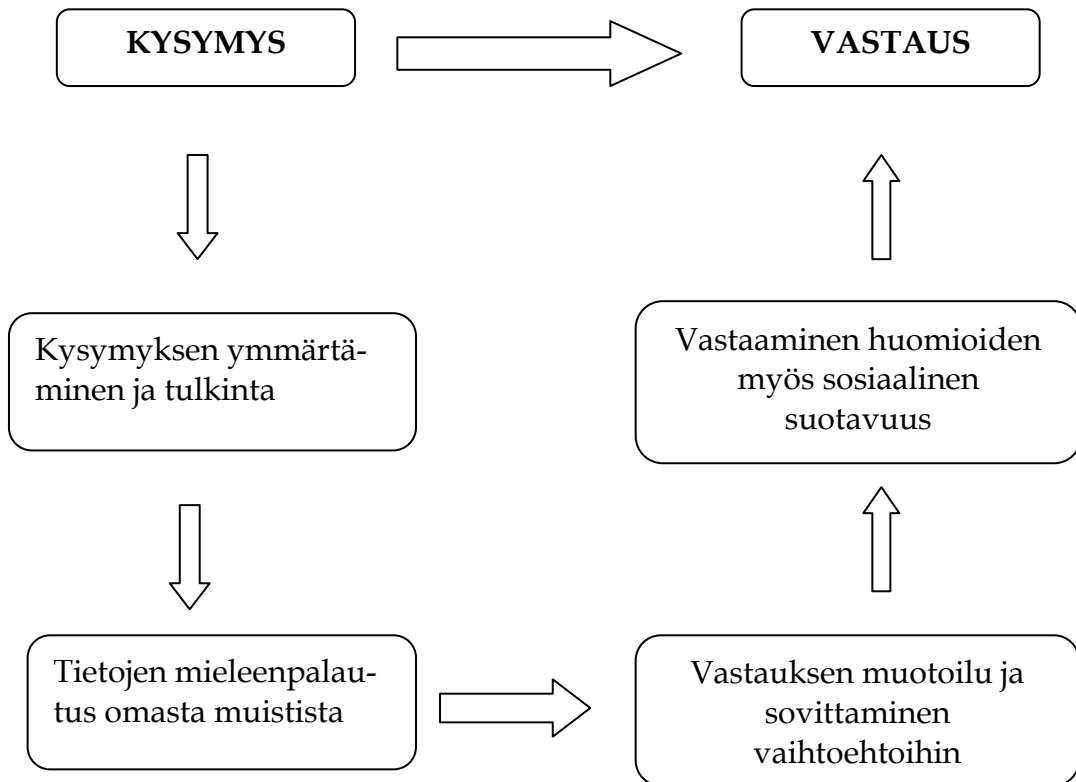 KYSYMYS
VASTAUS
Kysymyksen ymmärtä-
minen ja tulkinta
Vastaaminen huomioiden
myös sosiaalinen
suotavuus
Tietojen mieleenpalau-
tus omasta muistista
Vastauksen muotoilu ja
sovittaminen
vaihtoehtoihin